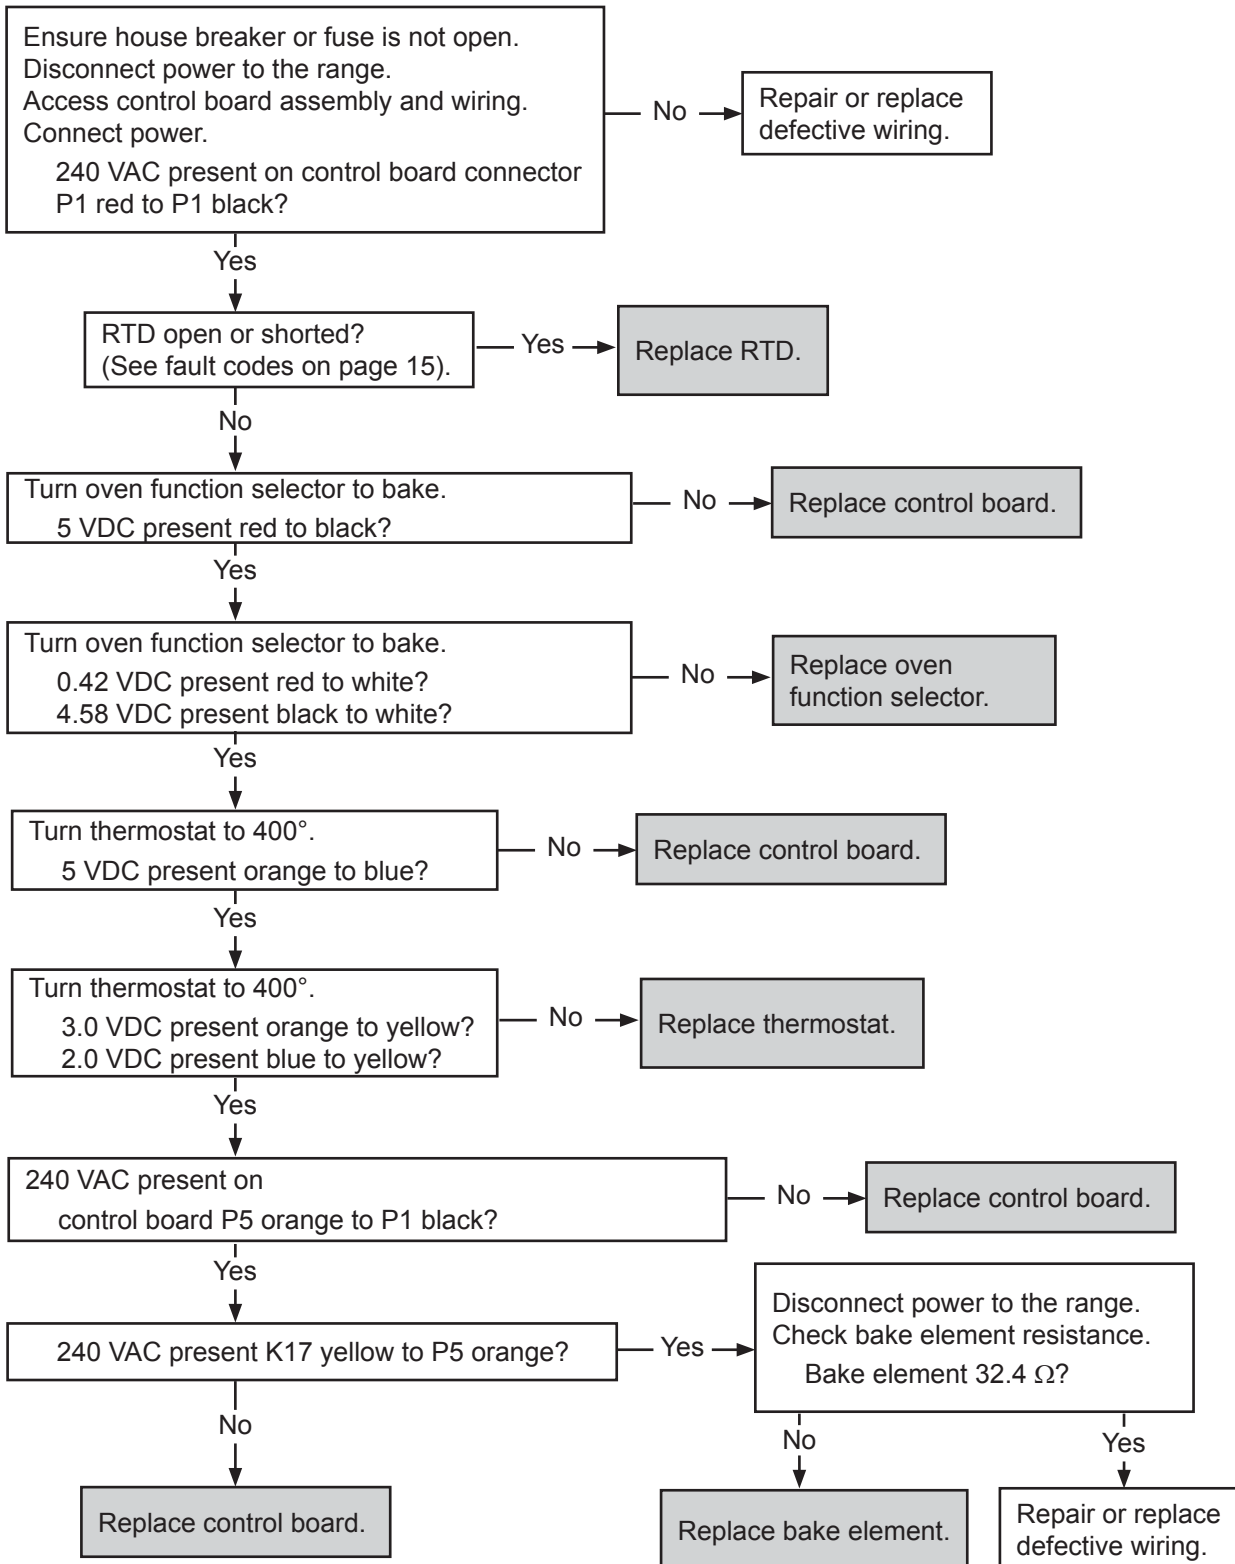 Ensure house breaker or fuse is not open.
Disconnect power to the range.
Access control board assembly and wiring.
Connect power.
240 VAC present on control board connector
P1 red to P1 black?
No
Repair or replace
defective wiring.
Yes
RTD open or shorted?
(See fault codes on page 15).
Yes
Replace RTD.
No
Turn oven function selector to bake.
5 VDC present red to black?
No
Replace control board.
Yes
Turn oven function selector to bake.
0.42 VDC present red to white?
4.58 VDC present black to white?
No
Replace oven
function selector.
Yes
Turn thermostat to 400°.
5 VDC present orange to blue?
No
Replace control board.
Yes
Turn thermostat to 400°.
3.0 VDC present orange to yellow?
2.0 VDC present blue to yellow?
No
Replace thermostat.
Yes
240 VAC present on
control board P5 orange to P1 black?
No
Replace control board.
Yes
240 VAC present K17 yellow to P5 orange?
Yes
Disconnect power to the range.
Check bake element resistance.
Bake element 32.4 Ω?
No
Replace control board.
No
Replace bake element.
Yes
Repair or replace
defective wiring.